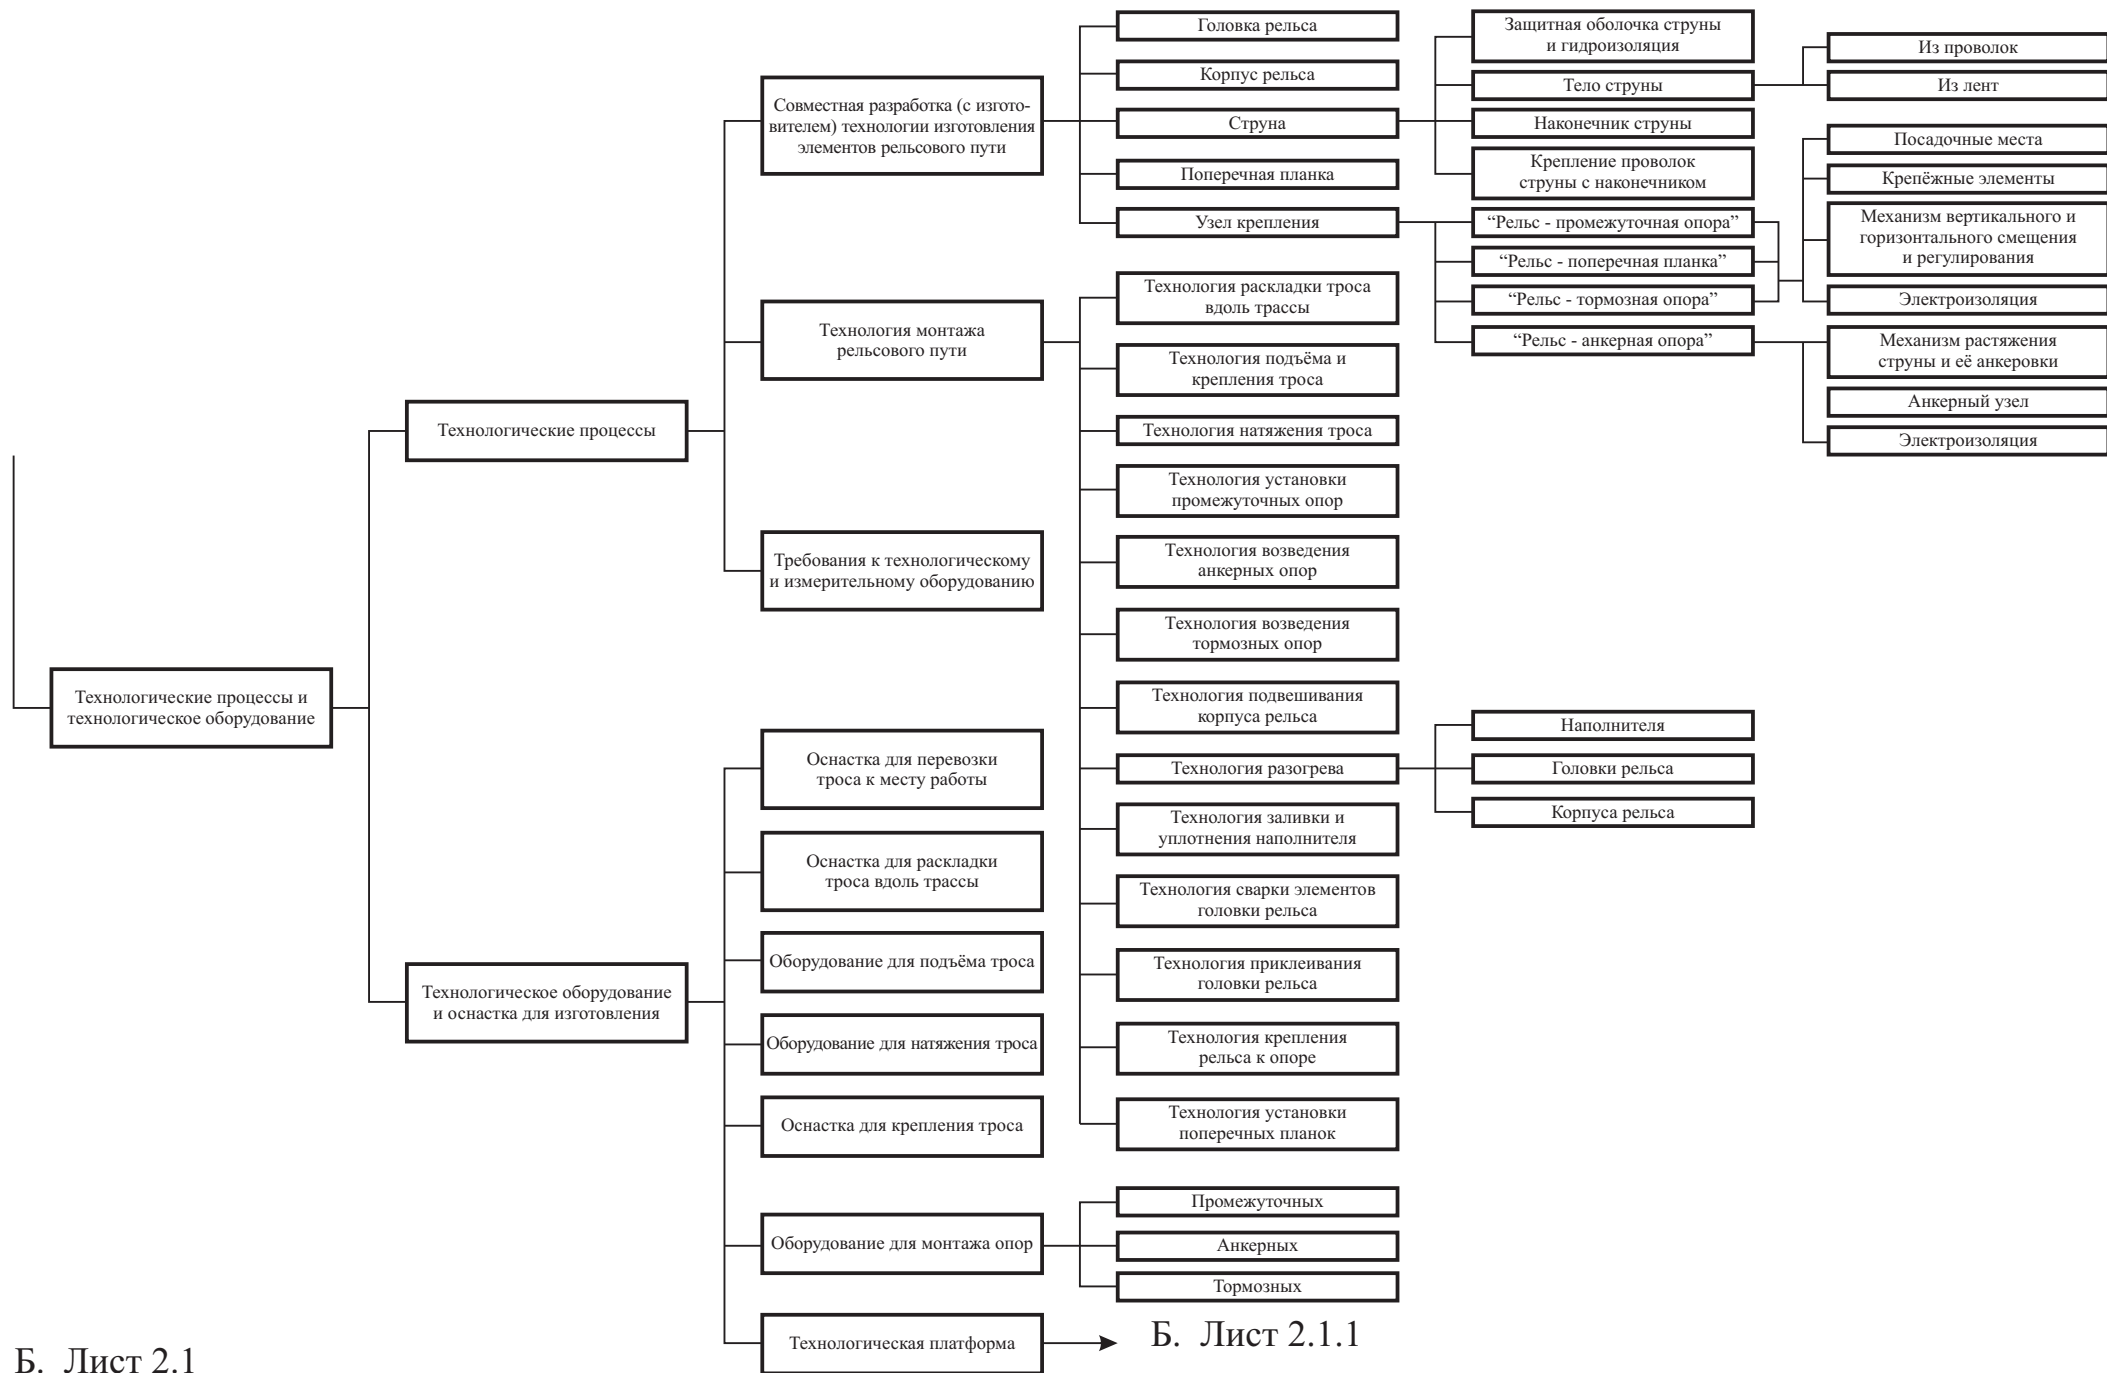 Технологические процессы и
технологическое оборудование
Технологические процессы
Технологическое оборудование
и оснастка для изготовления
Совместная разработка (с изгото-
вителем) технологии изготовления
элементов рельсового пути
Технология монтажа
рельсового пути
Требования к технологическому
и измерительному оборудованию
Оснастка для перевозки
троса к месту работы
Оснастка для раскладки
троса вдоль трассы
Оборудование для подъёма троса
Оборудование для натяжения троса
Оснастка для крепления троса
Оборудование для монтажа опор
Технологическая платформа
Головка рельса
Корпус рельса
Струна
Поперечная планка
Узел крепления
Технология раскладки троса
вдоль трассы
Технология подъёма и
крепления троса
Технология натяжения троса
Технология установки
промежуточных опор
Технология возведения
анкерных опор
Технология возведения
тормозных опор
Технология подвешивания
корпуса рельса
Технология разогрева
Технология заливки и
уплотнения наполнителя
Технология сварки элементов
головки рельса
Технология приклеивания
головки рельса
Технология крепления
рельса к опоре
Технология установки
поперечных планок
Промежуточных
Анкерных
Тормозных
Защитная оболочка струны
и гидроизоляция
Тело струны
Наконечник струны
Крепление проволок
струны с наконечником
“Рельс - промежуточная опора”
“Рельс - поперечная планка”
“Рельс - тормозная опора”
“Рельс - анкерная опора”
Наполнителя
Головки рельса
Корпуса рельса
Из проволок
Из лент
Посадочные места
Крепёжные элементы
Механизм вертикального и
горизонтального смещения
и регулирования
Электроизоляция
Механизм растяжения
струны и её анкеровки
Анкерный узел
Электроизоляция
Б. Лист 2.1.1
Б. Лист 2.1